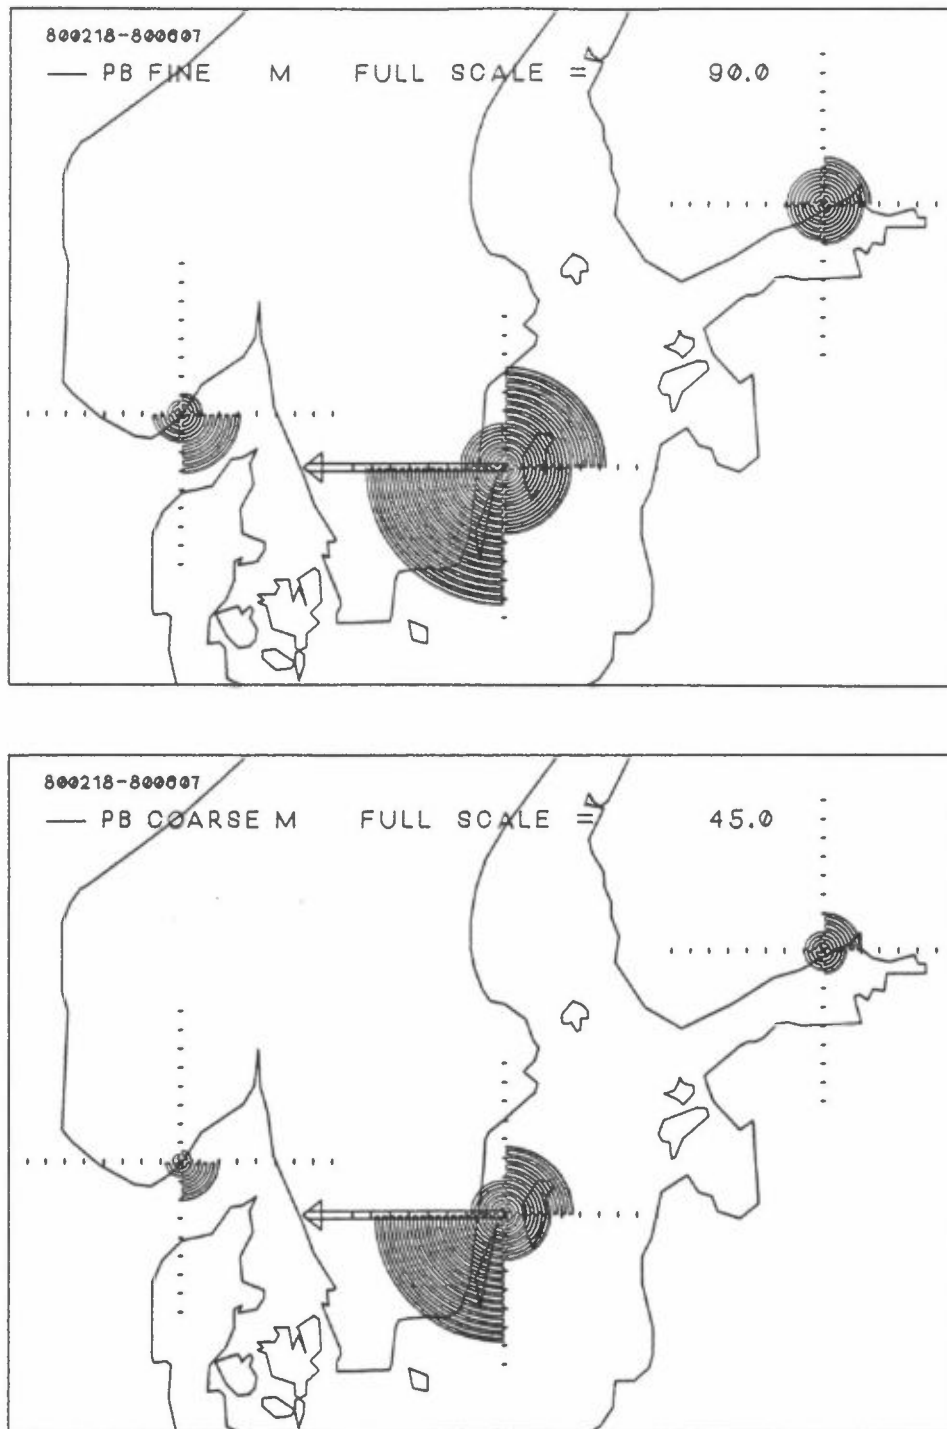 800218-800607
— PB FINE M FULL SCALE = 90.0
800218-800607
— PB COARSE M FULL SCALE = 45.0